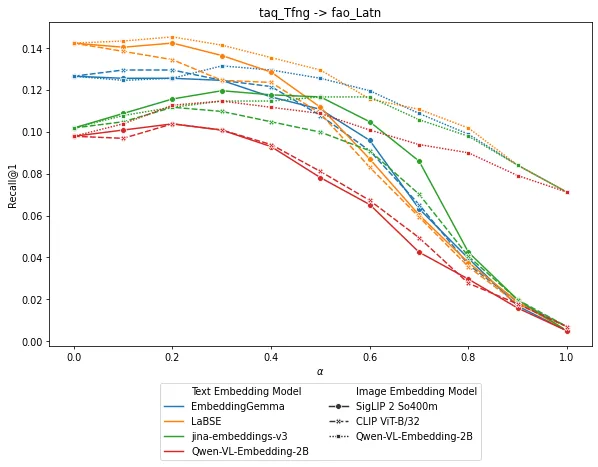 taq_Tfng -> fao_Latn
Recall@1
0.14
0.12
0.10
0.08
0.06
0.04
0.02
0.00
0.0 0.2 0.4 0.6 0.8 1.0
α
Text Embedding Model
EmbeddingGemma
LaBSE
jina-embeddings-v3
Qwen-VL-Embedding-2B
Image Embedding Model
SigLIP 2 So400m
CLIP ViT-B/32
Qwen-VL-Embedding-2B